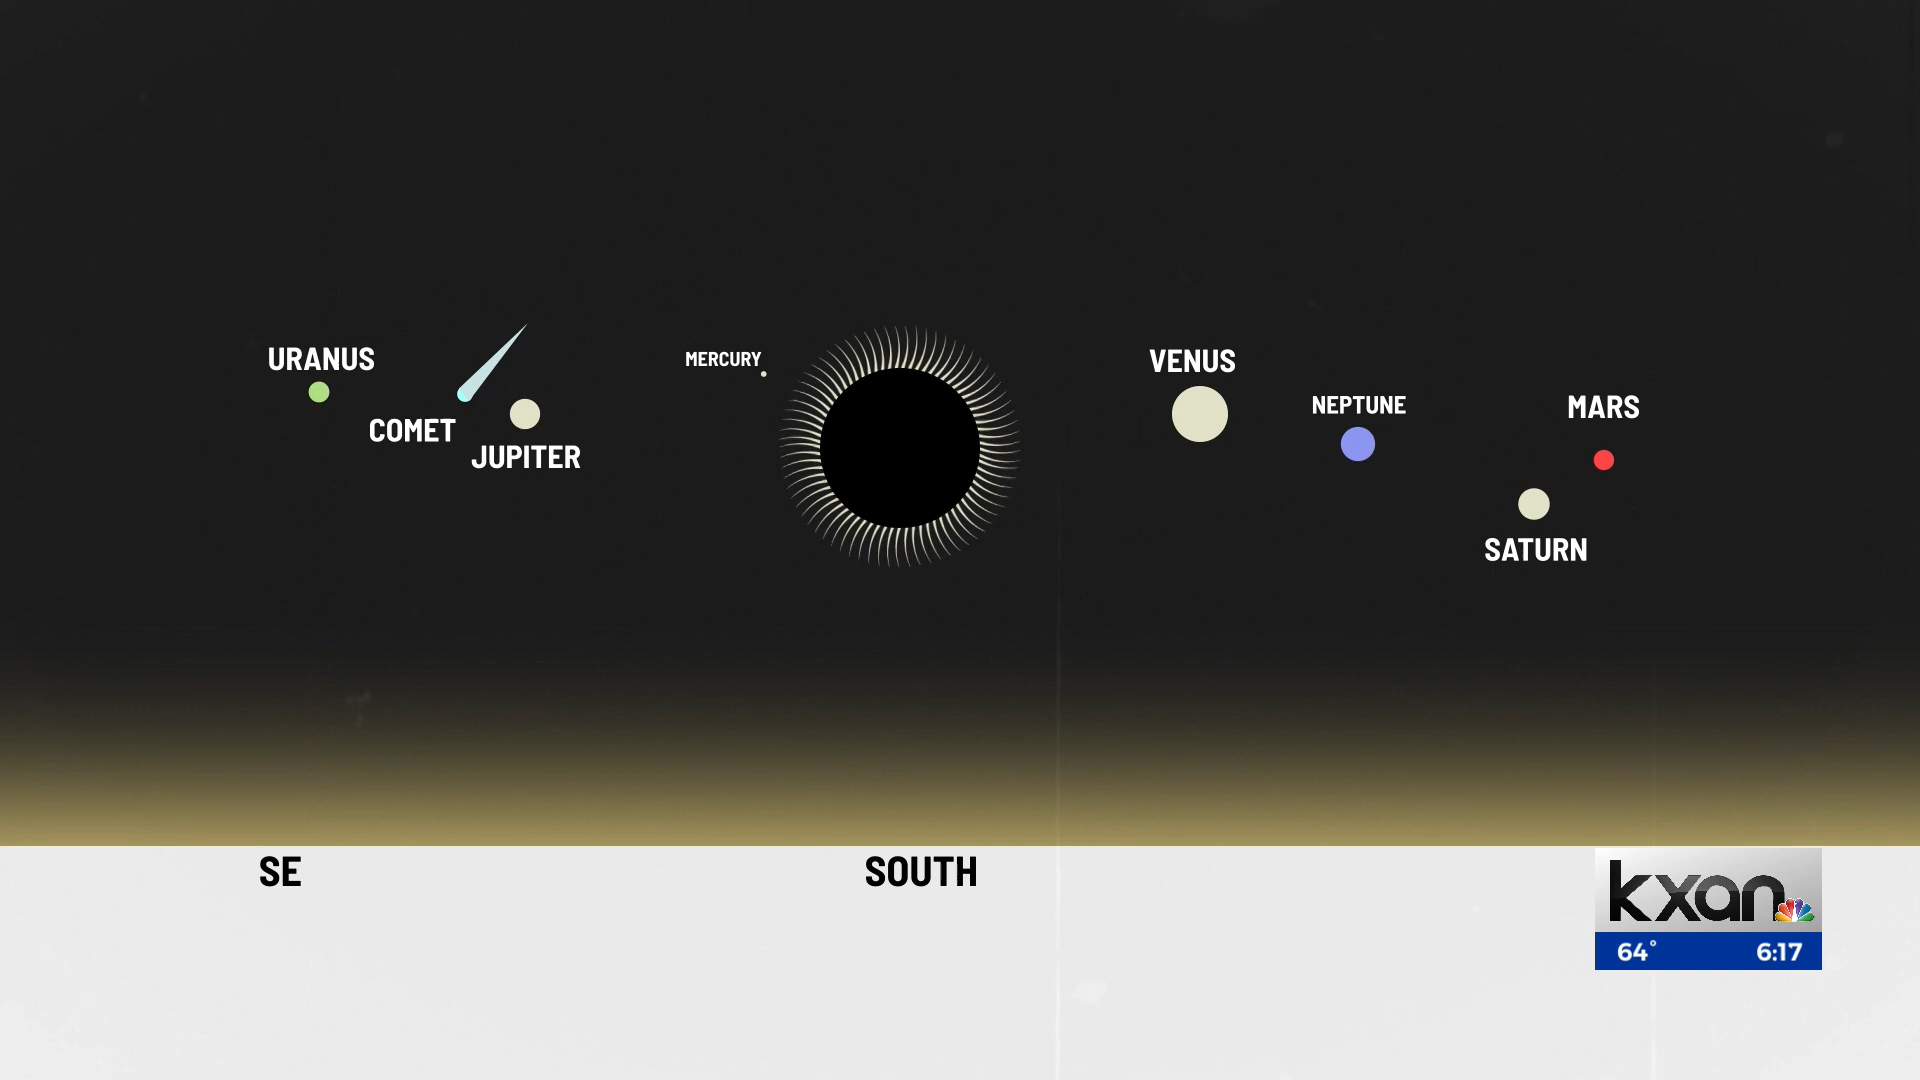 MERCURY
URANUS
VENUS
NEPTUNE
MARS
COMET
JUPITER
SATURN
SE
SOUTH
kxan
64° 6:17